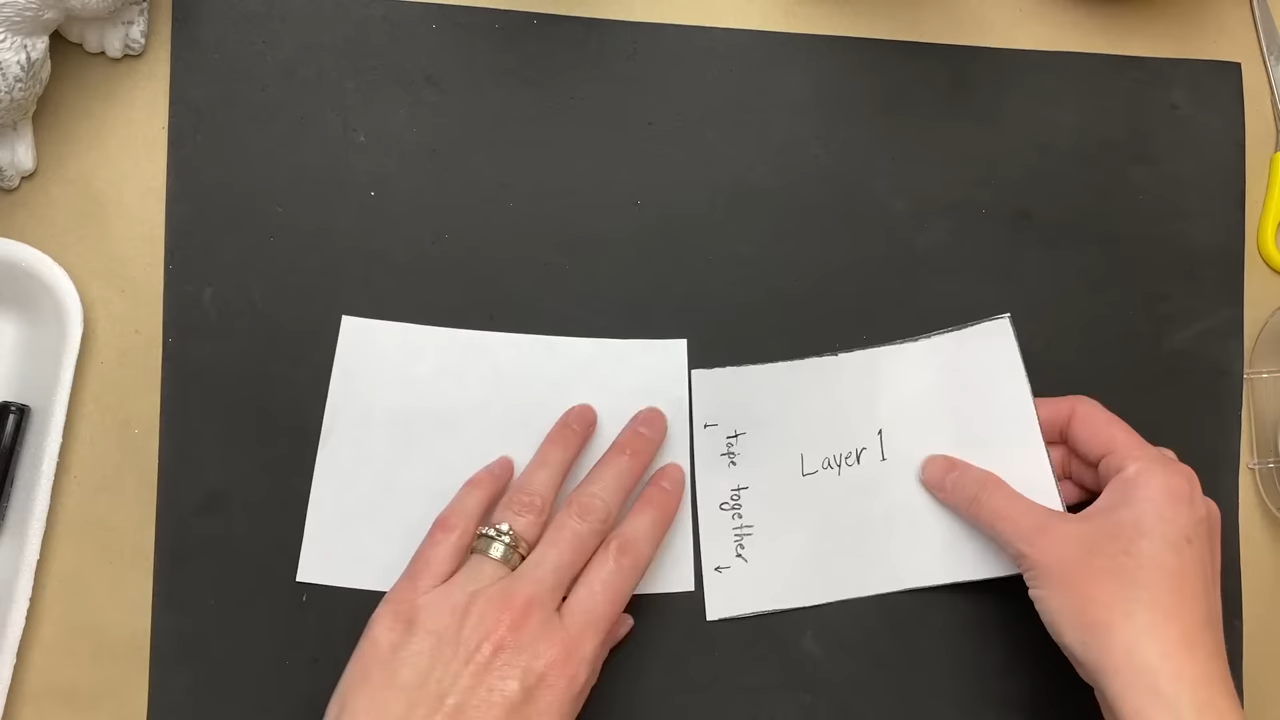 Layer 1
↓ tape together ↓